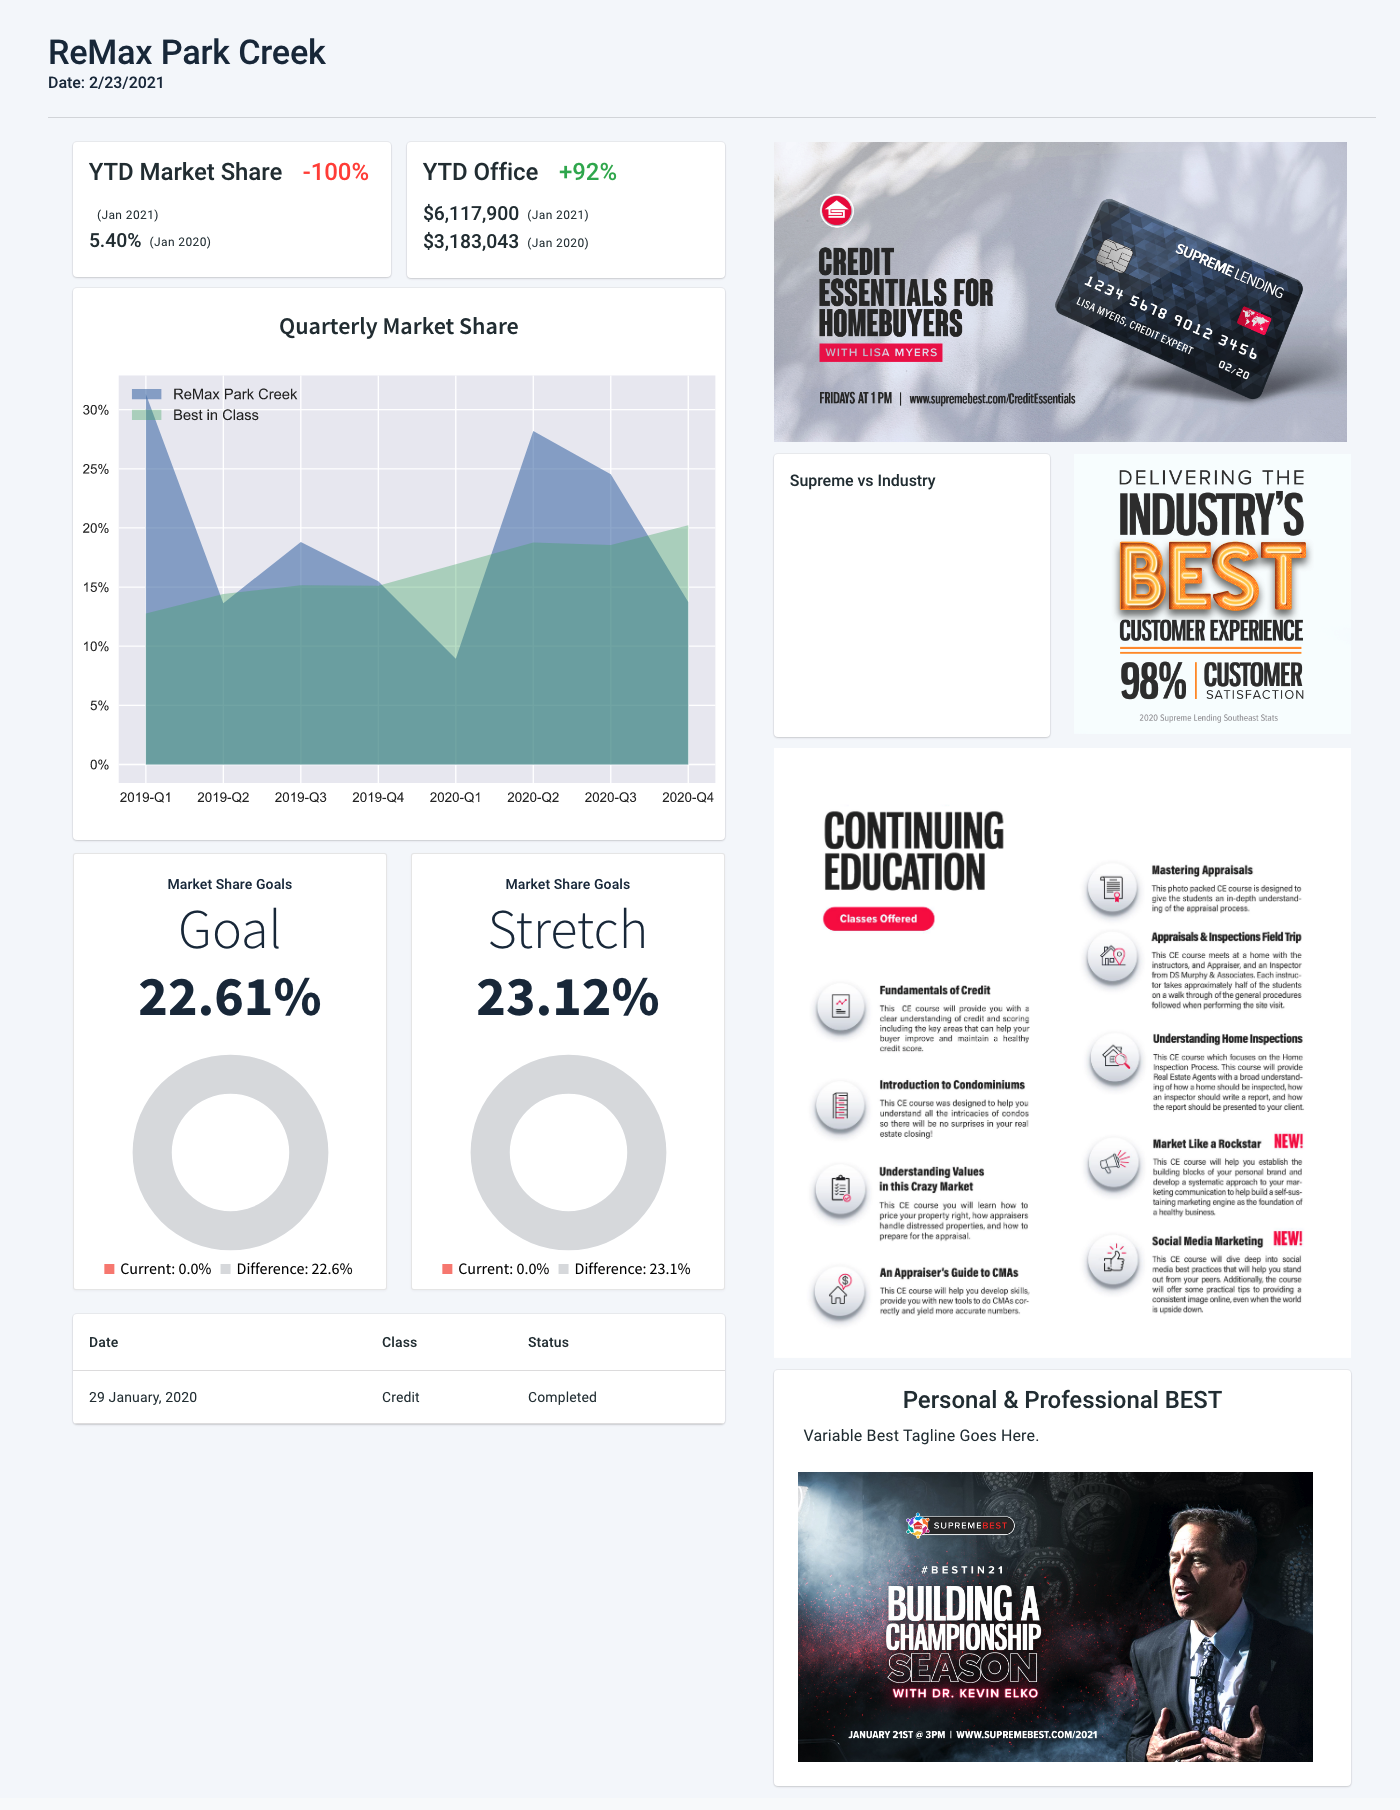 ReMax Park Creek
Date: 2/23/2021
YTD Market Share -100%
(Jan 2021)
5.40% (Jan 2020)
YTD Office +92%
$6,117,900 (Jan 2021)
$3,183,043 (Jan 2020)
Quarterly Market Share
ReMax Park Creek
Best in Class
30%
25%
20%
15%
10%
5%
0%
2019-Q1 2019-Q2 2019-Q3 2019-Q4 2020-Q1 2020-Q2 2020-Q3 2020-Q4
Market Share Goals
Goal
22.61%
Current: 0.0% Difference: 22.6%
Market Share Goals
Stretch
23.12%
Current: 0.0% Difference: 23.1%
Date Class Status
29 January, 2020 Credit Completed
CREDIT
ESSENTIALS FOR
HOMEBUYERS
WITH LISA MYERS
FRIDAYS AT 1 PM | www.supremebest.com/CreditEssentials
SUPREME LENDING
1234 5678 9012 3456
LISA MYERS, CREDIT EXPERT
02/20
Supreme vs Industry
DELIVERING THE
INDUSTRY'S
BEST
CUSTOMER EXPERIENCE
98% | CUSTOMER
SATISFACTION
2020 Supreme Lending Southeast Stats
CONTINUING
EDUCATION
Classes Offered
Fundamentals of Credit
This CE course will provide you with a
clear understanding of credit and scoring
including the key areas that can help your
buyer improve and maintain a healthy
credit score.
Introduction to Condominiums
This CE course was designed to help you
understand all the intricacies of condos
so there will be no surprises in your real
estate closing!
Understanding Values
in this Crazy Market
This CE course you will learn how to
price your property right, how appraisers
handle distressed properties, and how to
prepare for the appraisal.
An Appraiser's Guide to CMAs
This CE course will help you develop skills,
provide you with new tools to do CMAs cor-
rectly and yield more accurate numbers.
Mastering Appraisals
This photo packed CE course is designed to
give the students an in-depth understand-
ing of the appraisal process.
Appraisals & Inspections Field Trip
This CE course meets at a home with the
instructors, and Appraiser, and an Inspector
from DS Murphy & Associates. Each instruc-
tor takes approximately half of the students
on a walk through of the general procedures
followed when performing the site visit.
Understanding Home Inspections
This CE course which focuses on the Home
Inspection Process. This course will provide
Real Estate Agents with a broad understand-
ing of how a home should be inspected, how
an inspector should write a report, and how
the report should be presented to your client.
Market Like a Rockstar NEW!
This CE course will help you establish the
building blocks of your personal brand and
develop a systematic approach to your mar-
keting communication to help build a self-sus-
taining marketing engine as the foundation of
a healthy business.
Social Media Marketing NEW!
This CE course will dive deep into social
media best practices that will help you stand
out from your peers. Additionally, the course
will offer some practical tips to providing a
consistent image online, even when the world
is upside down.
Personal & Professional BEST
Variable Best Tagline Goes Here.
SUPREMEBEST
#BESTIN21
BUILDING A
CHAMPIONSHIP
SEASON
WITH DR. KEVIN ELKO
JANUARY 21ST @ 3PM | WWW.SUPREMEBEST.COM/2021